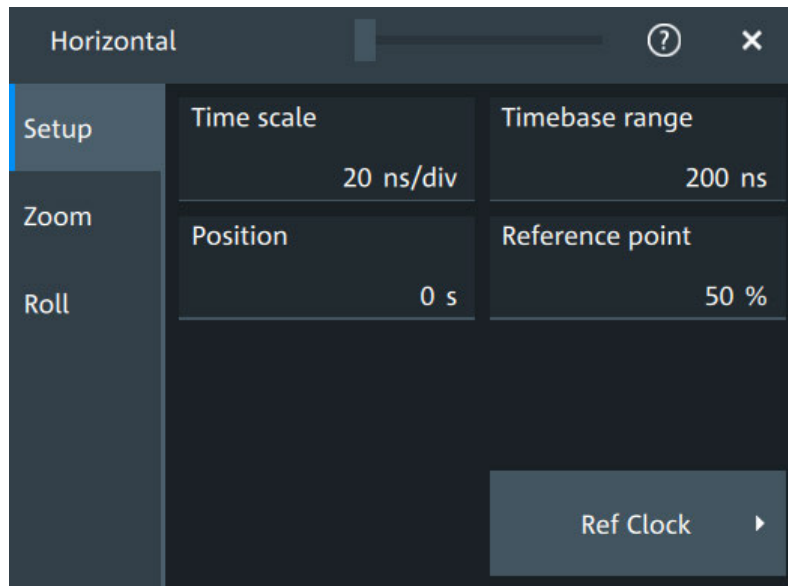 Horizontal ? ×
Setup
Time scale
20 ns/div
Timebase range
200 ns
Zoom
Position
0 s
Reference point
50 %
Roll
Ref Clock